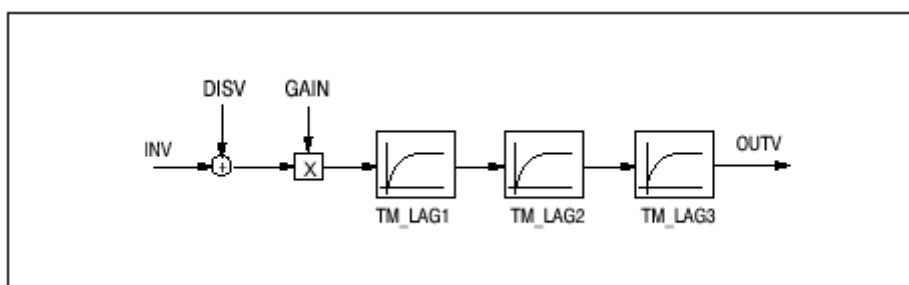 DISV GAIN
INV + X OUTV
TM_LAG1 TM_LAG2 TM_LAG3